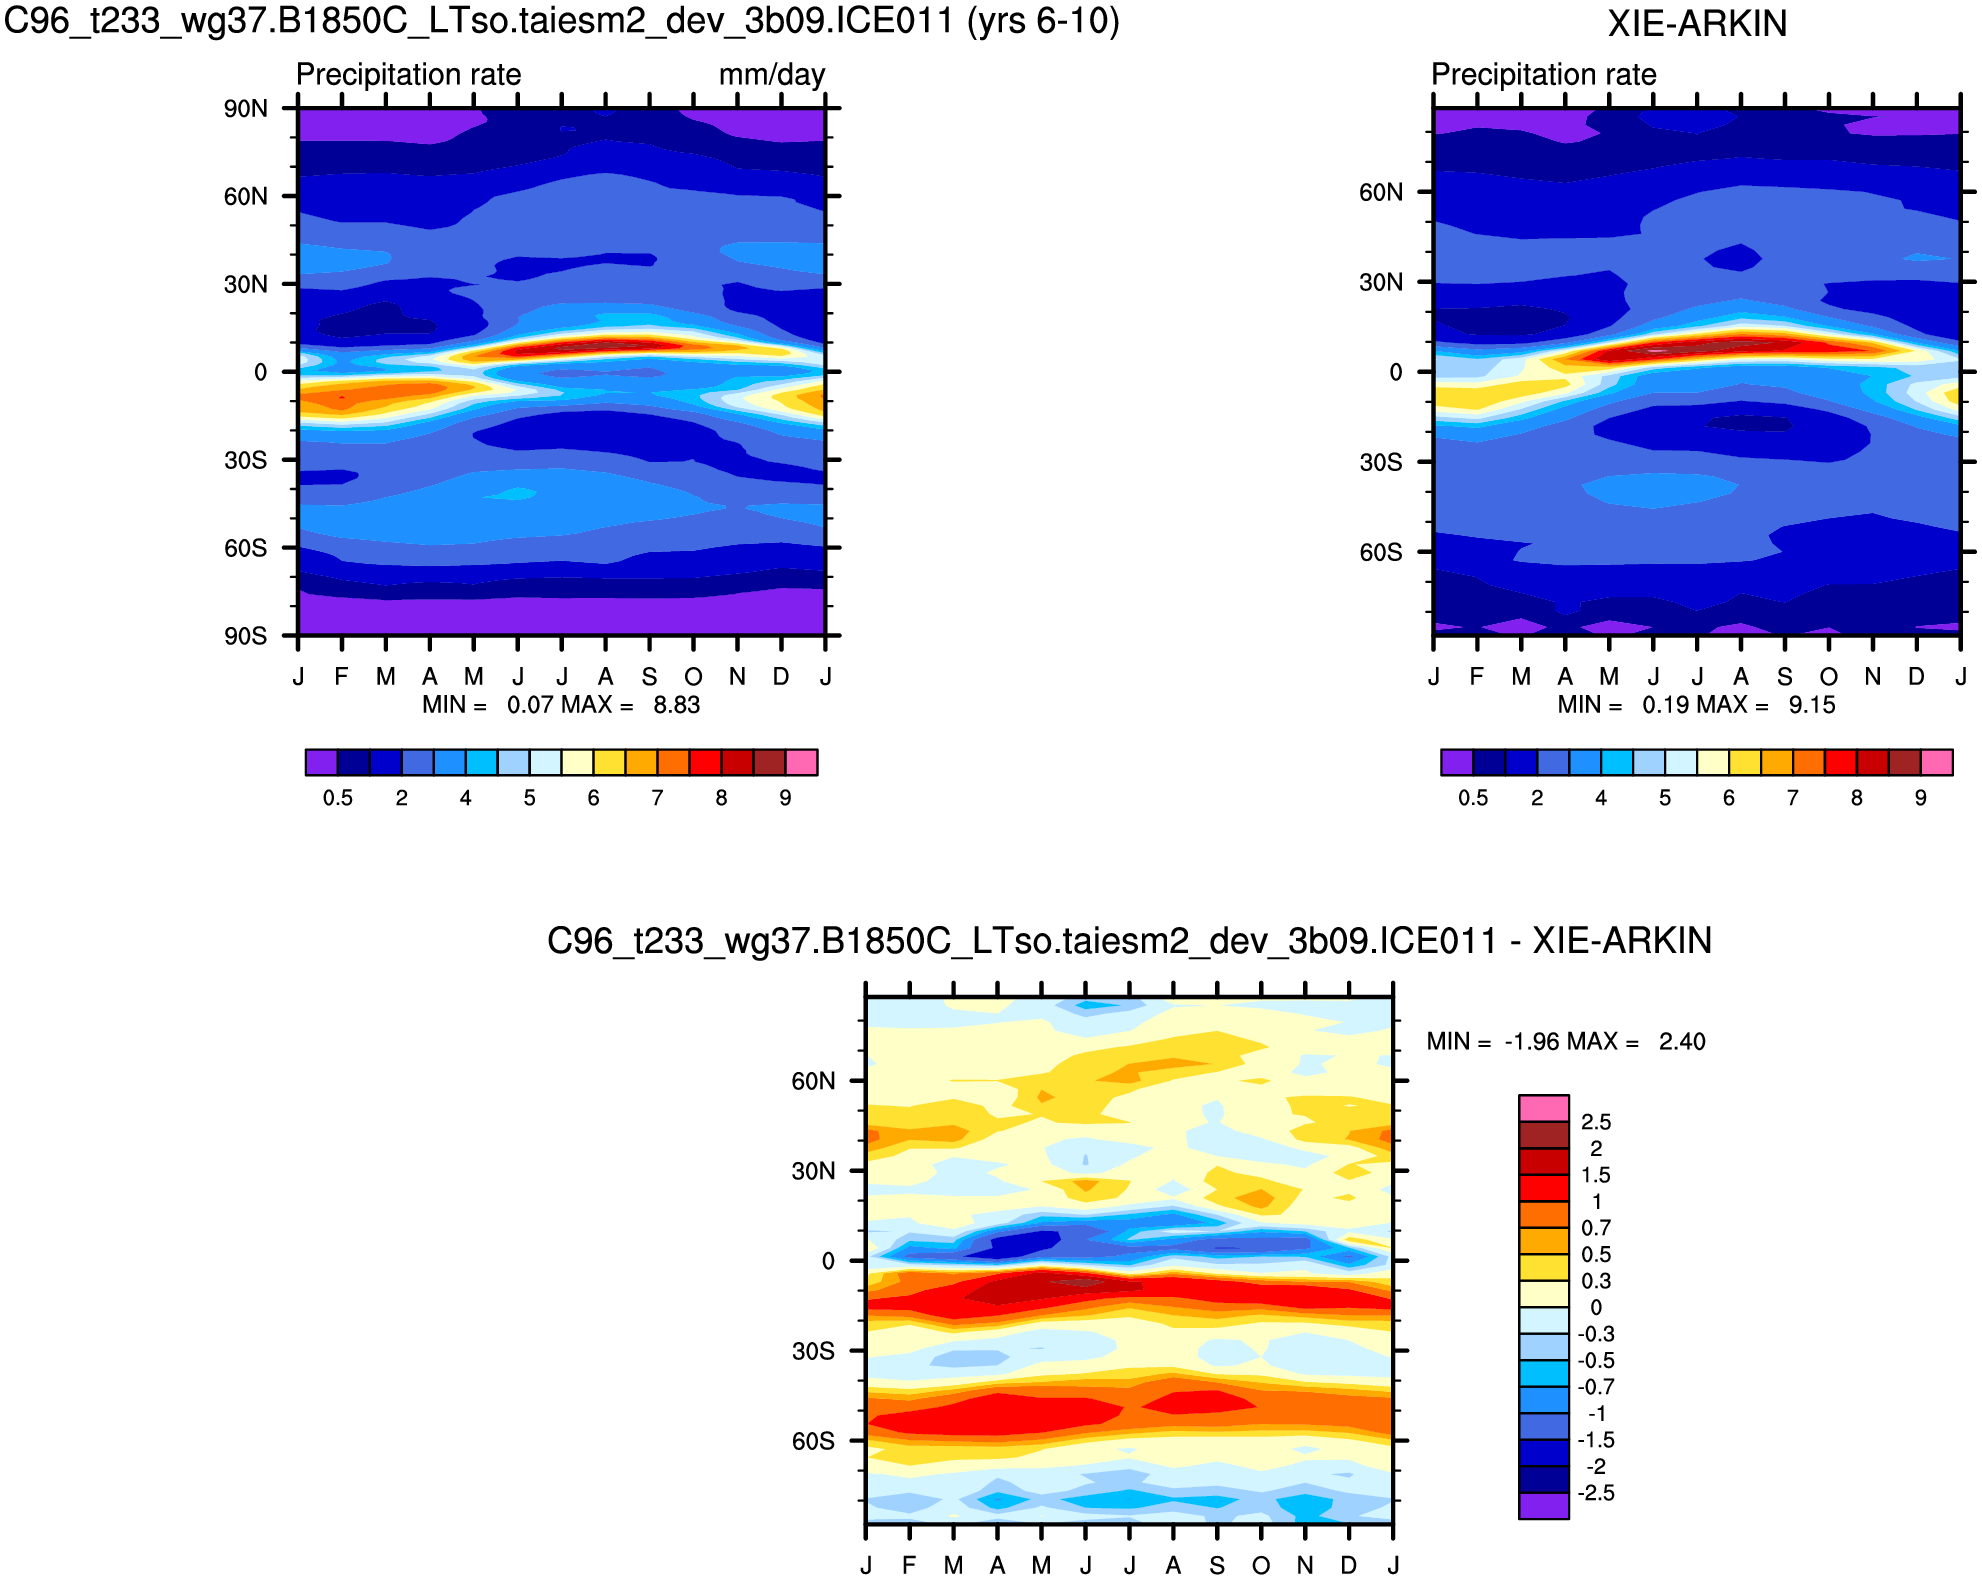 C96_t233_wg37.B1850C_LTso.taiesm2_dev_3b09.ICE011 (yrs 6-10)
XIE-ARKIN
Precipitation rate mm/day
Precipitation rate
90N
60N
30N
0
30S
60S
90S
J F M A M J J A S O N D J
MIN = 0.07 MAX = 8.83
0.5 2 4 5 6 7 8 9
60N
30N
0
30S
60S
J F M A M J J A S O N D J
MIN = 0.19 MAX = 9.15
0.5 2 4 5 6 7 8 9
C96_t233_wg37.B1850C_LTso.taiesm2_dev_3b09.ICE011 - XIE-ARKIN
60N
30N
0
30S
60S
J F M A M J J A S O N D J
MIN = -1.96 MAX = 2.40
2.5
2
1.5
1
0.7
0.5
0.3
0
-0.3
-0.5
-0.7
-1
-1.5
-2
-2.5